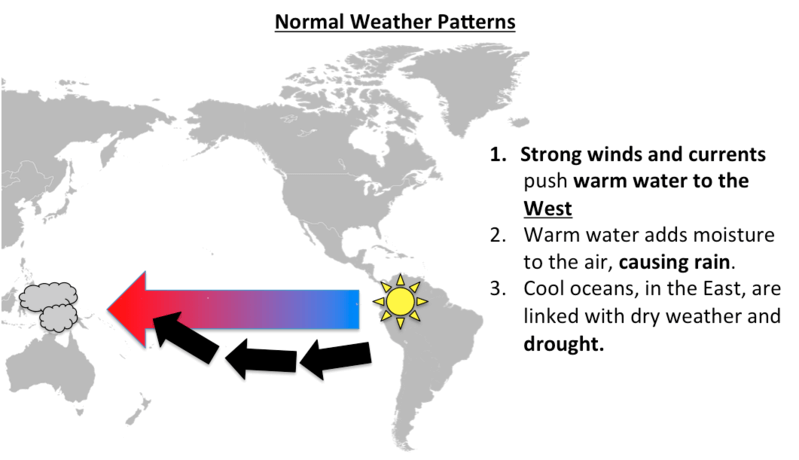 Normal Weather Patterns
1. Strong winds and currents
push warm water to the
West
2. Warm water adds moisture
to the air, causing rain.
3. Cool oceans, in the East, are
linked with dry weather and
drought.